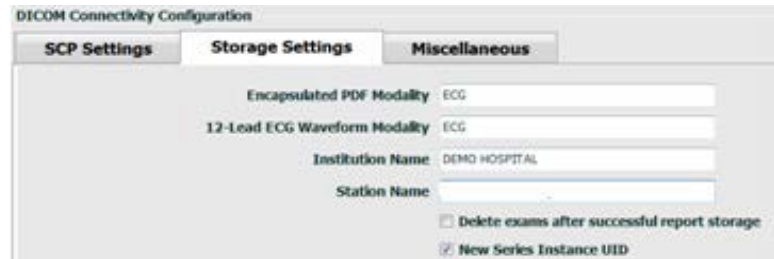 DICOM Connectivity Configuration
SCP Settings Storage Settings Miscellaneous
Encapsulated PDF Modality ECG
12-Lead ECG Waveform Modality ECG
Institution Name DEMO HOSPITAL
Station Name
Delete exams after successful report storage
New Series Instance UID